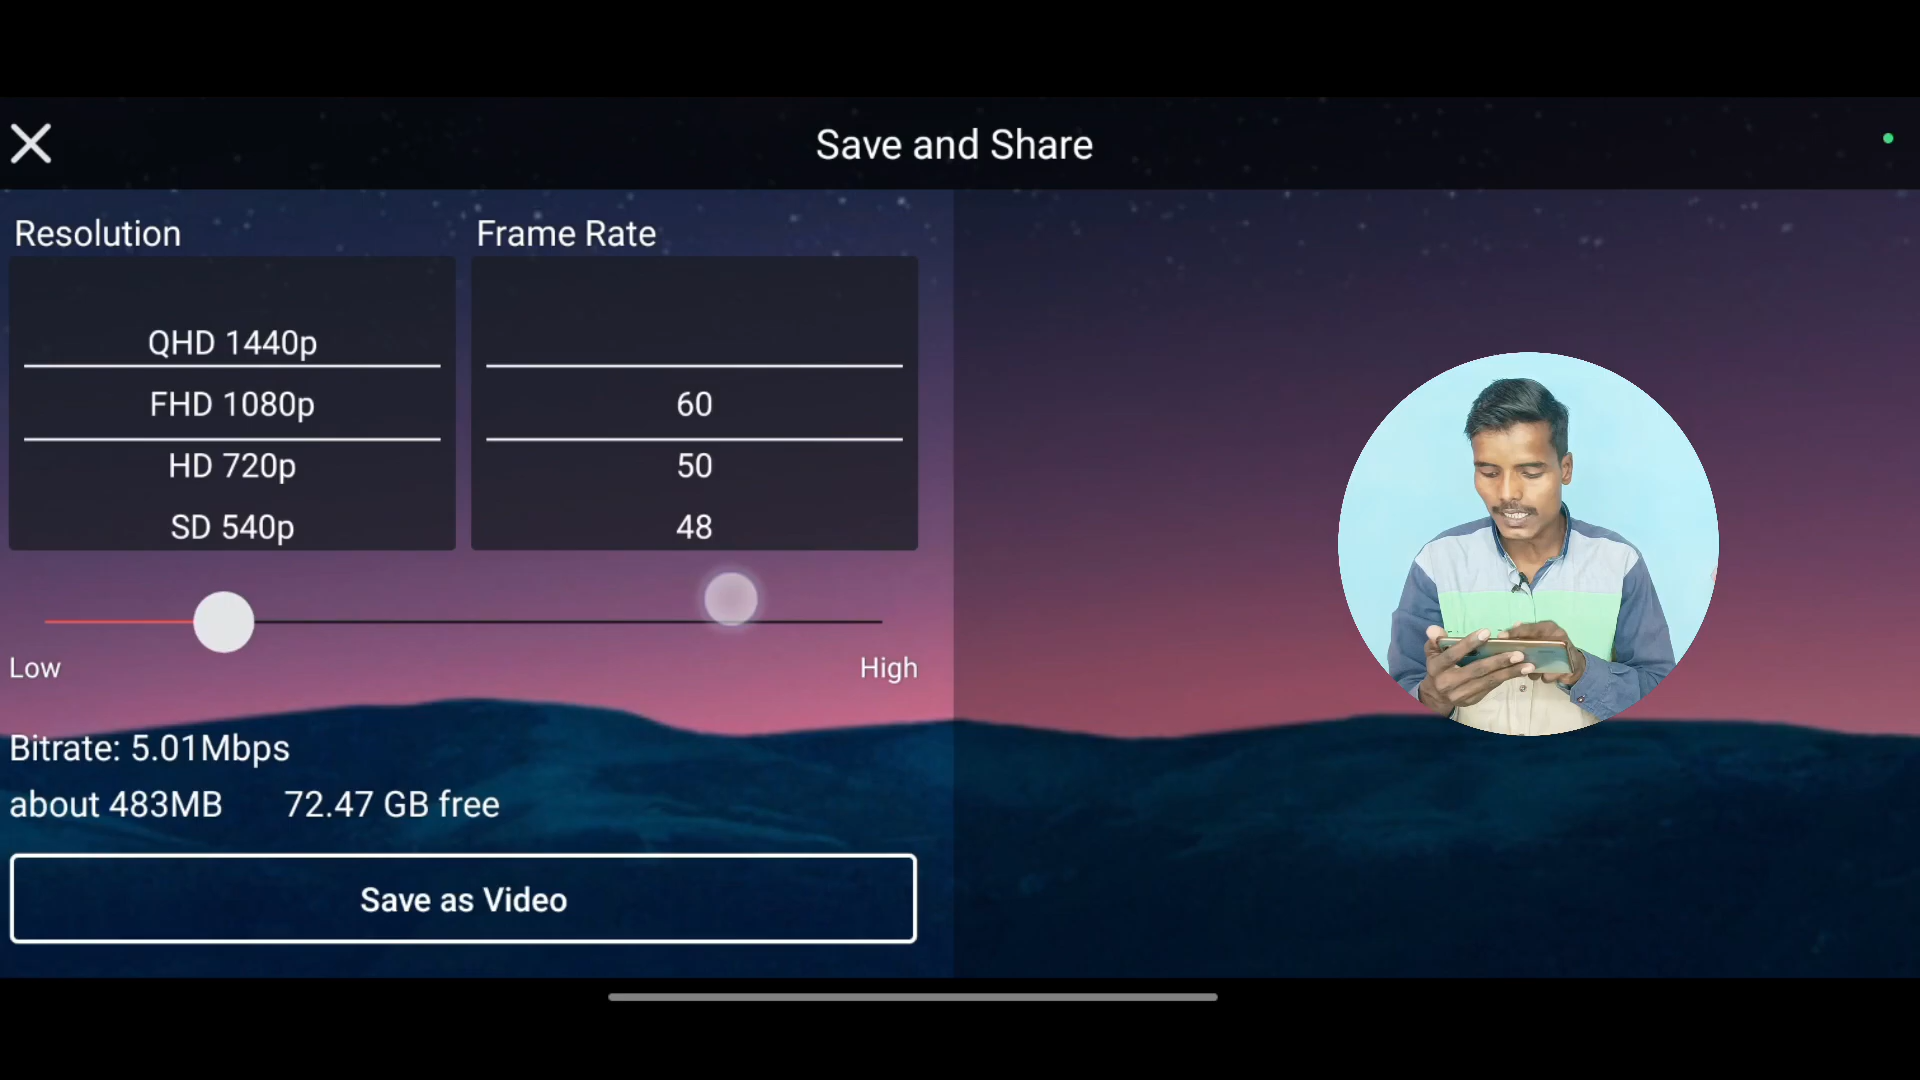 Save and Share
Resolution
Frame Rate
QHD 1440p
FHD 1080p
HD 720p
SD 540p
60
50
48
Low
High
Bitrate: 5.01Mbps
about 483MB 72.47 GB free
Save as Video